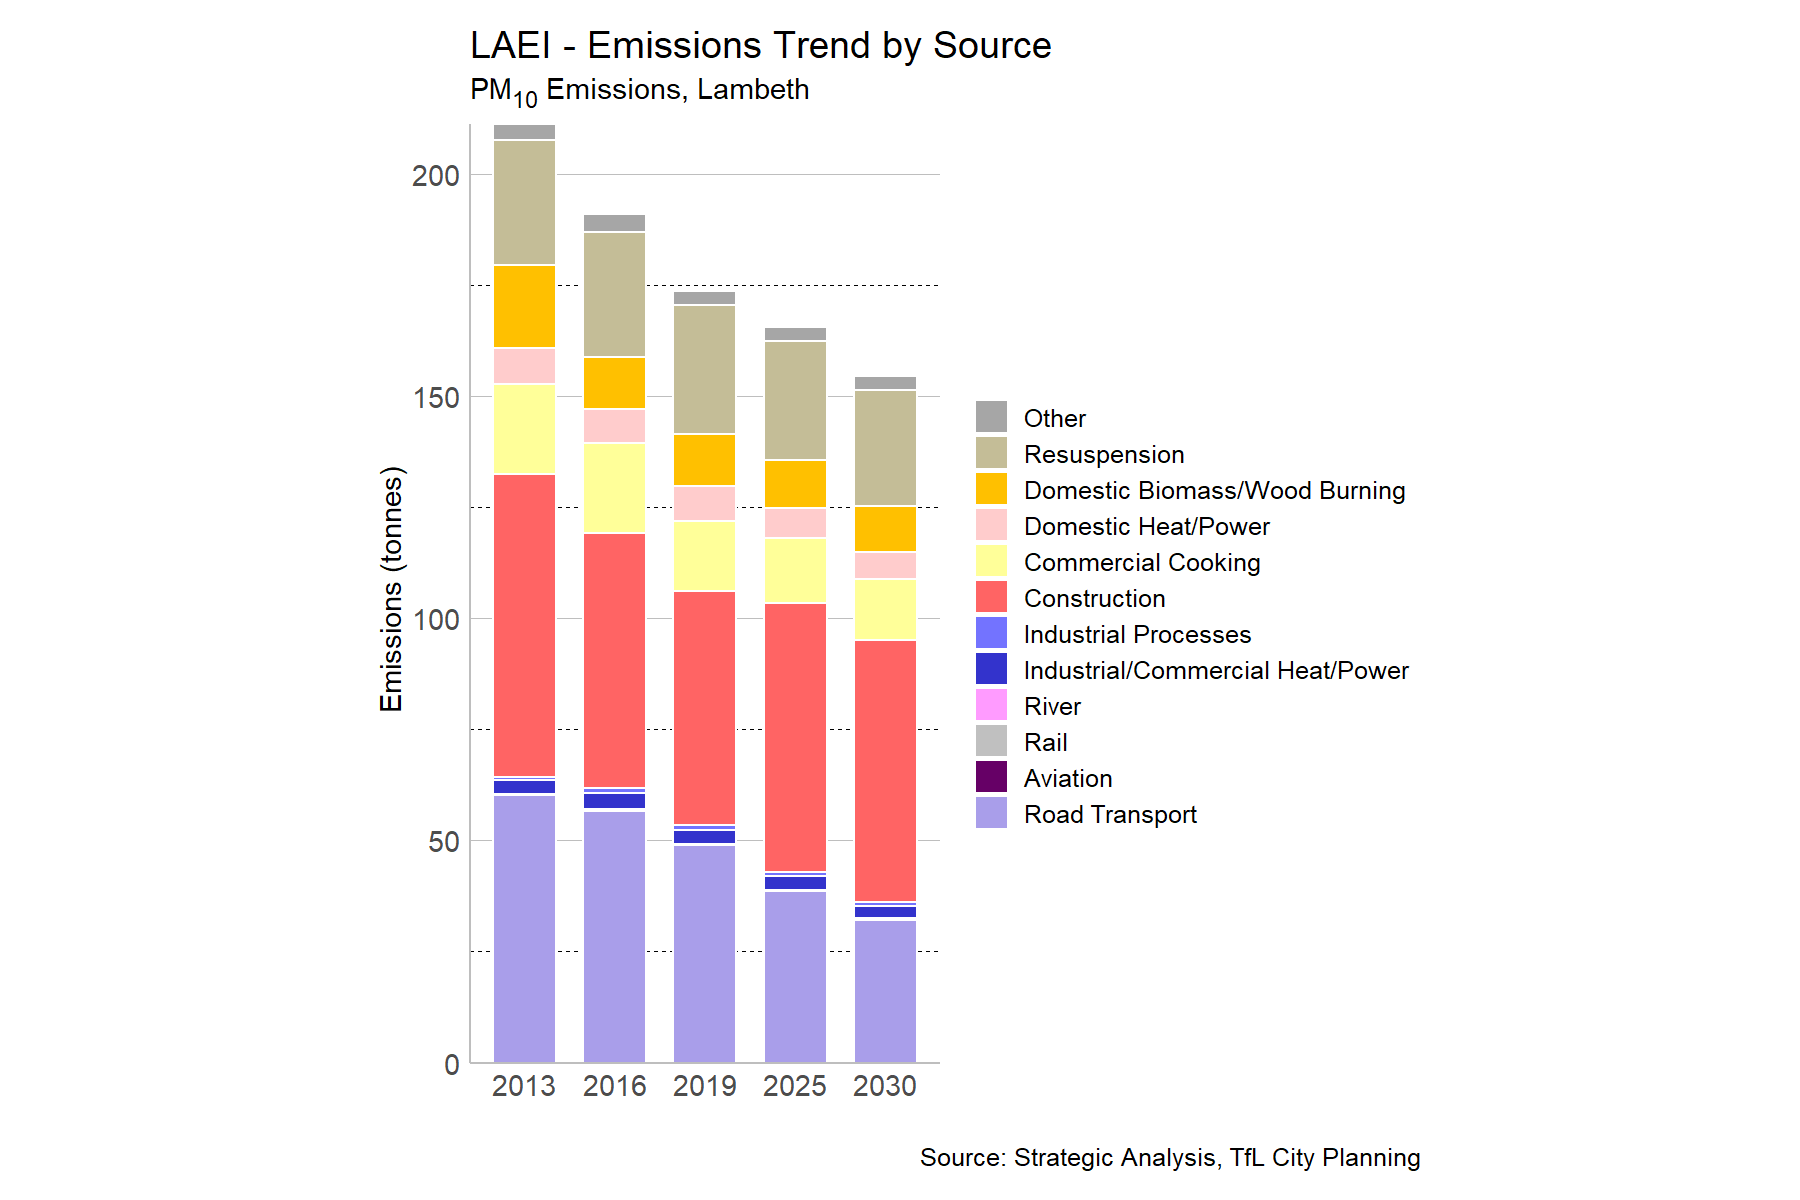 LAEI - Emissions Trend by Source
PM10 Emissions, Lambeth
Emissions (tonnes)
200
150
100
50
0
2013 2016 2019 2025 2030
Other
Resuspension
Domestic Biomass/Wood Burning
Domestic Heat/Power
Commercial Cooking
Construction
Industrial Processes
Industrial/Commercial Heat/Power
River
Rail
Aviation
Road Transport
Source: Strategic Analysis, TfL City Planning